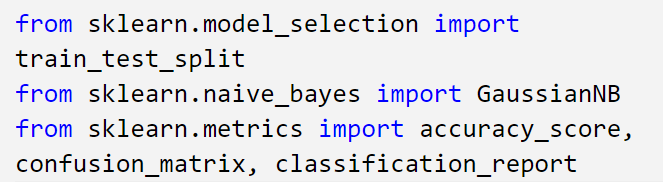 from sklearn.model_selection import
train_test_split
from sklearn.naive_bayes import GaussianNB
from sklearn.metrics import accuracy_score,
confusion_matrix, classification_report